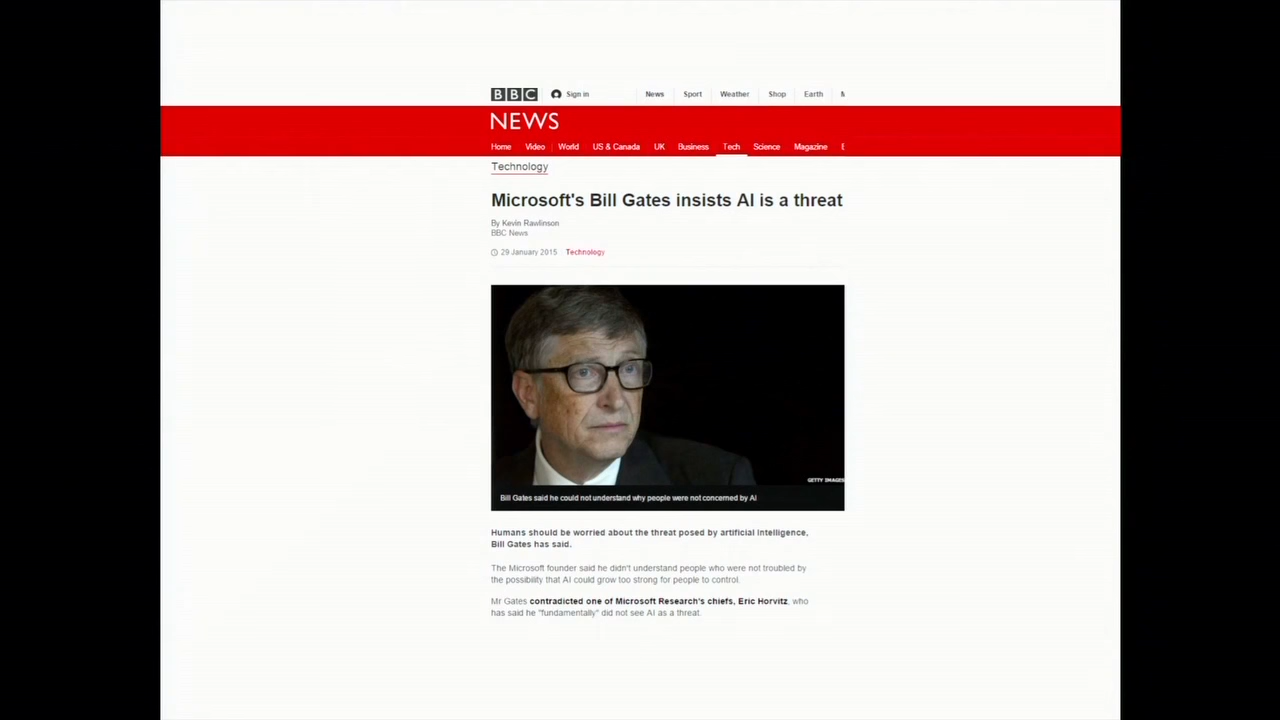 BBC Sign in News Sport Weather Shop Earth
NEWS
Home Video World US & Canada UK Business Tech Science Magazine
Technology
Microsoft's Bill Gates insists AI is a threat
By Kevin Rawlinson
BBC News
29 January 2015 Technology
GETTY IMAGES
Bill Gates said he could not understand why people were not concerned by AI
Humans should be worried about the threat posed by artificial Intelligence,
Bill Gates has said.
The Microsoft founder said he didn't understand people who were not troubled by
the possibility that AI could grow too strong for people to control.
Mr Gates contradicted one of Microsoft Research's chiefs, Eric Horvitz, who
has said he "fundamentally" did not see AI as a threat.